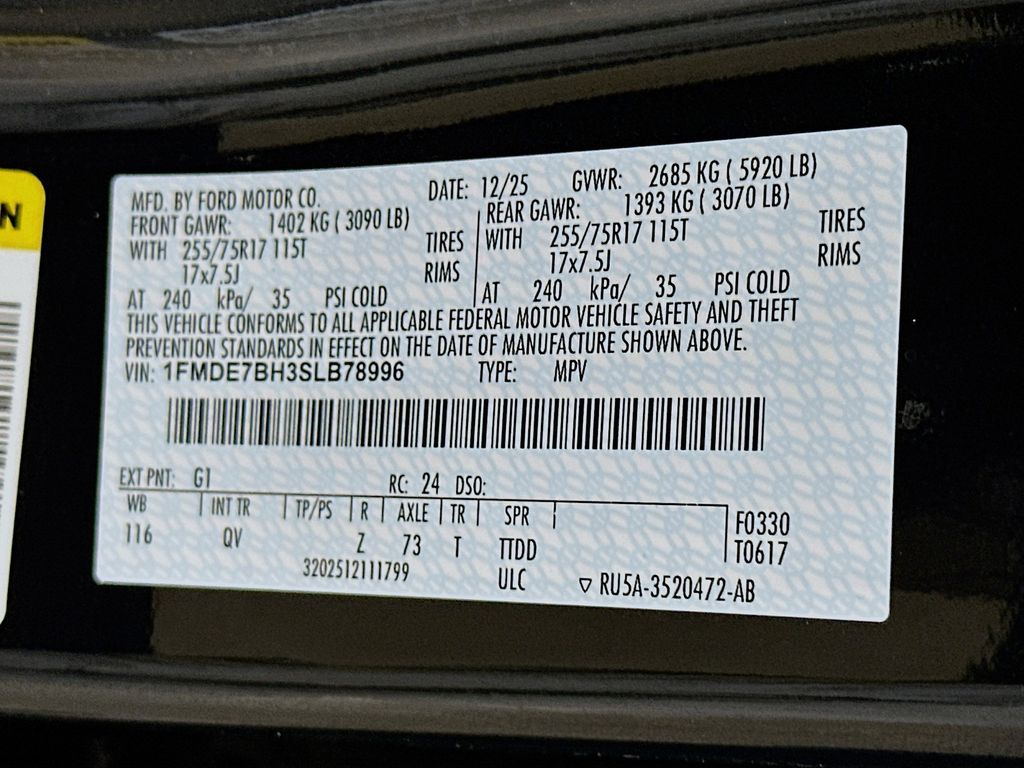 N
MFD. BY FORD MOTOR CO. DATE: 12/25 GVWR: 2685 KG ( 5920 LB)
FRONT GAWR: 1402 KG ( 3090 LB) REAR GAWR: 1393 KG ( 3070 LB)
WITH 255/75R17 115T TIRES WITH 255/75R17 115T TIRES
17x7.5J RIMS 17x7.5J RIMS
AT 240 kPa/ 35 PSI COLD AT 240 kPa/ 35 PSI COLD
THIS VEHICLE CONFORMS TO ALL APPLICABLE FEDERAL MOTOR VEHICLE SAFETY AND THEFT
PREVENTION STANDARDS IN EFFECT ON THE DATE OF MANUFACTURE SHOWN ABOVE.
VIN: 1FMDE7BH3SLB78996 TYPE: MPV
EXT PNT: G1 RC: 24 DSO:
WB INT TR TP/PS R AXLE TR SPR F0330
116 QV Z 73 T TTDD T0617
3202512111799 ULC ▽ RU5A-3520472-AB